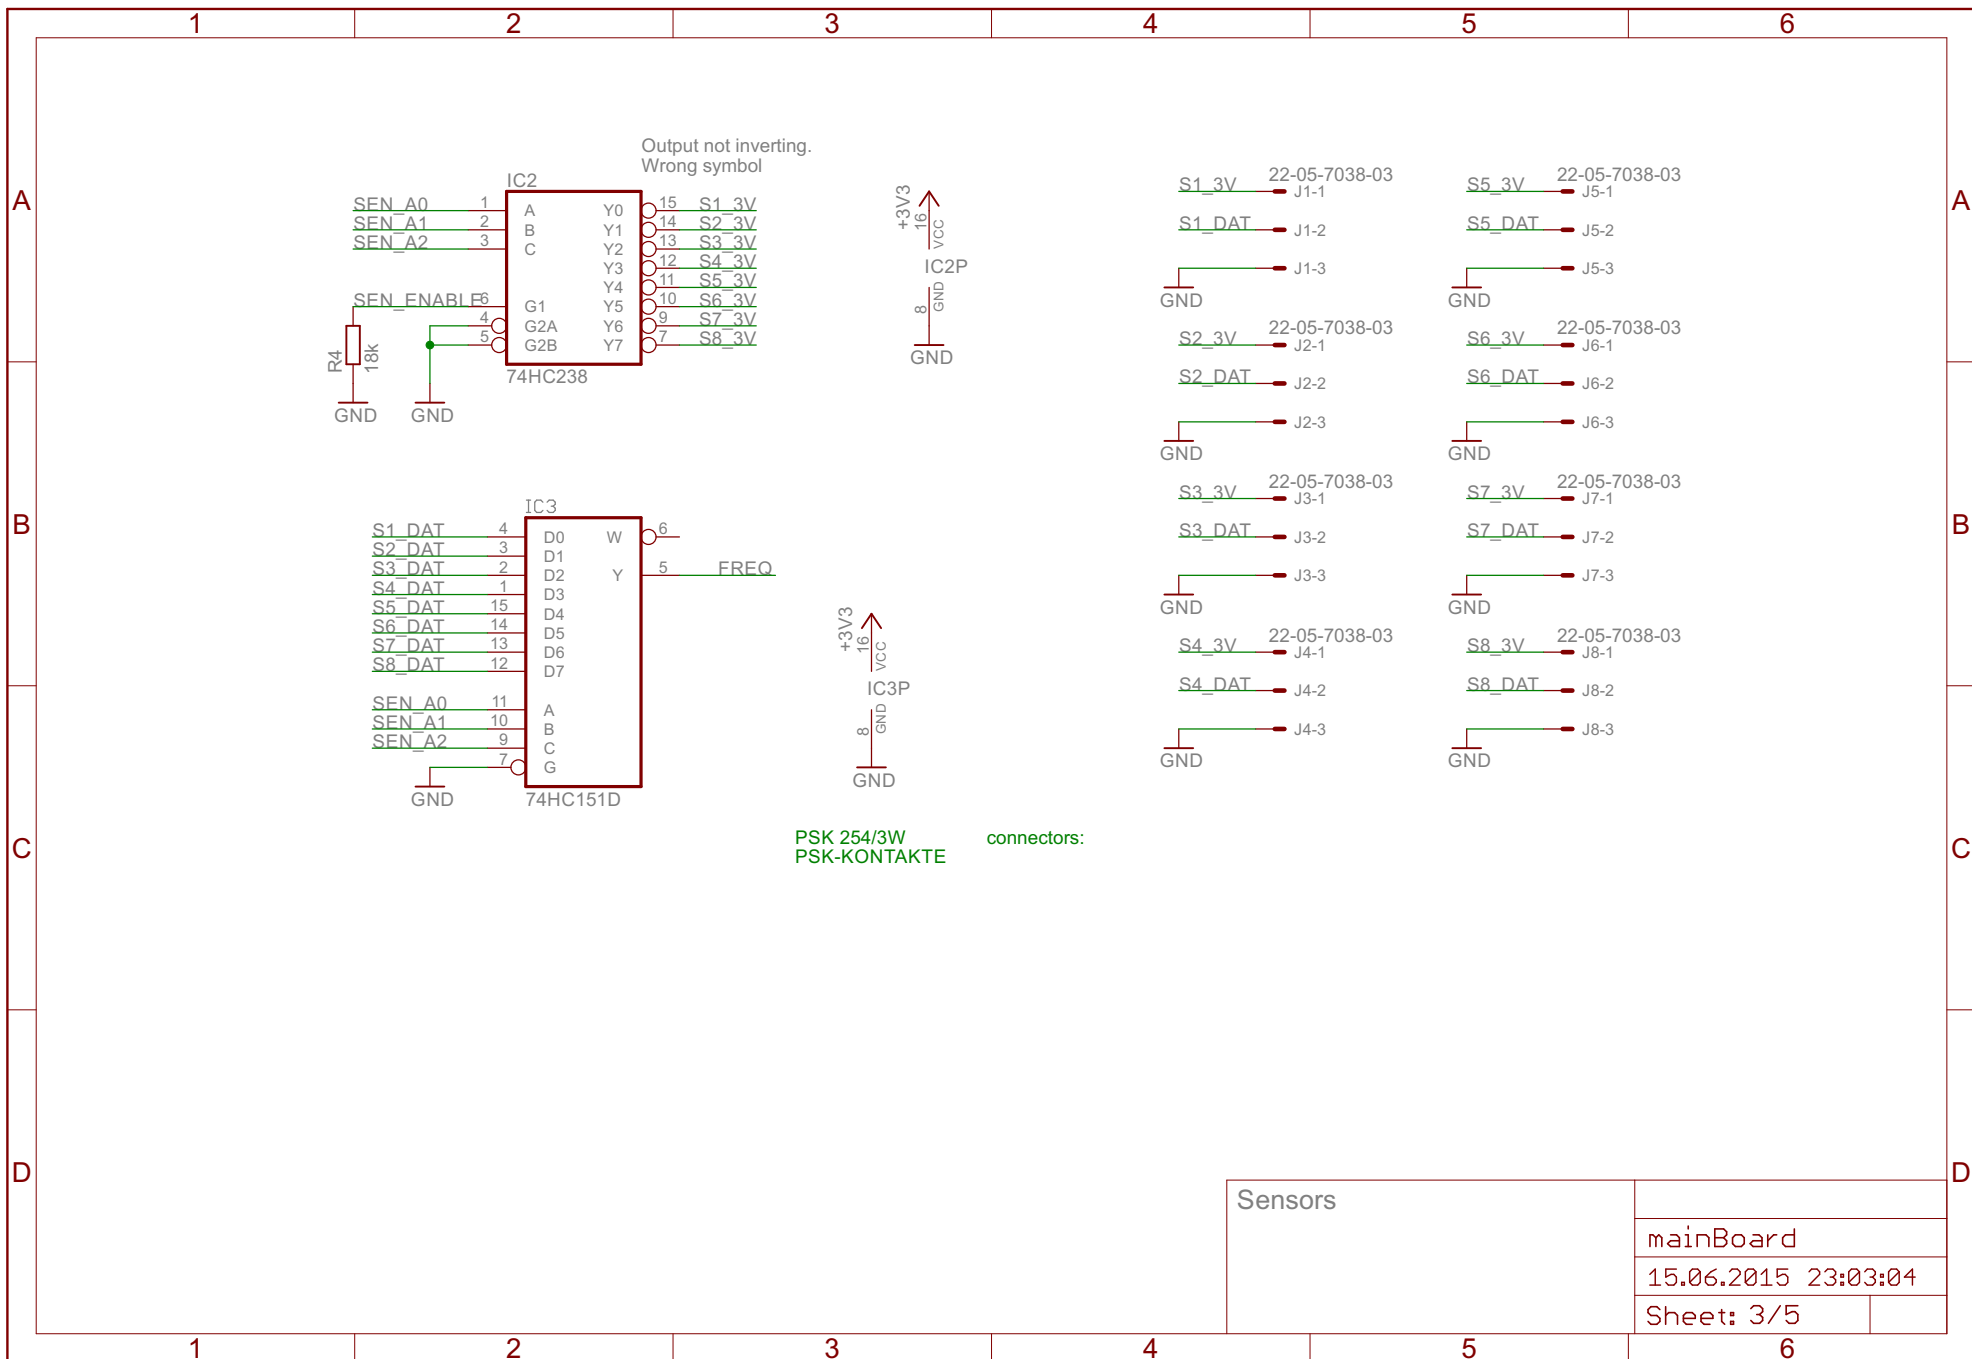 1 2 3 4 5 6
A A
B B
C C
D D
1 2 3 4 5 6
Output not inverting.
Wrong symbol
IC2
SEN_A0 1 A Y0 15 S1_3V
SEN_A1 2 B Y1 14 S2_3V
SEN_A2 3 C Y2 13 S3_3V
Y3 12 S4_3V
Y4 11 S5_3V
SEN_ENABLE 6 G1 Y5 10 S6_3V
4 G2A Y6 9 S7_3V
5 G2B Y7 7 S8_3V
74HC238
R4
18k
GND
GND
+3V3
16
VCC
IC2P
8
GND
GND
IC3
S1_DAT 4 D0 W 6
S2_DAT 3 D1
S3_DAT 2 D2 Y 5 FREQ
S4_DAT 1 D3
S5_DAT 15 D4
S6_DAT 14 D5
S7_DAT 13 D6
S8_DAT 12 D7
SEN_A0 11 A
SEN_A1 10 B
SEN_A2 9 C
7 G
GND
74HC151D
+3V3
16
VCC
IC3P
8
GND
GND
PSK 254/3W connectors:
PSK-KONTAKTE
22-05-7038-03
S1_3V J1-1
S1_DAT J1-2
J1-3
GND
22-05-7038-03
S2_3V J2-1
S2_DAT J2-2
J2-3
GND
22-05-7038-03
S3_3V J3-1
S3_DAT J3-2
J3-3
GND
22-05-7038-03
S4_3V J4-1
S4_DAT J4-2
J4-3
GND
22-05-7038-03
S5_3V J5-1
S5_DAT J5-2
J5-3
GND
22-05-7038-03
S6_3V J6-1
S6_DAT J6-2
J6-3
GND
22-05-7038-03
S7_3V J7-1
S7_DAT J7-2
J7-3
GND
22-05-7038-03
S8_3V J8-1
S8_DAT J8-2
J8-3
GND
Sensors
mainBoard
15.06.2015 23:03:04
Sheet: 3/5